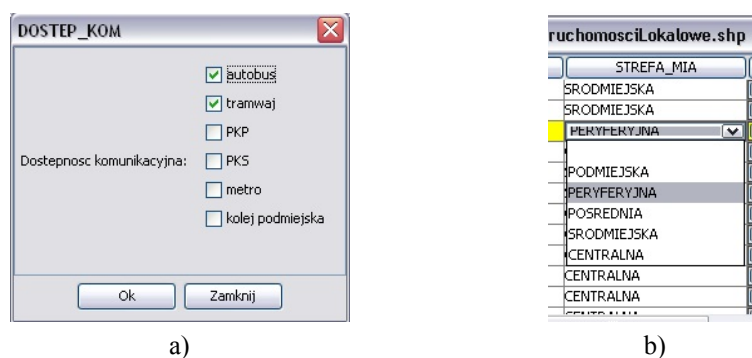 DOSTEP_KOM
autobus
tramwaj
PKP
Dostepnosc komunikacyjna:
PKS
metro
kolej podmiejska
Ok
Zamknij
a)
ruchomosciLokalowe.shp
STREFA_MIA
SRODMIEJSKA
SRODMIEJSKA
PERYFERYJNA
PODMIEJSKA
PERYFERYJNA
POSREDNIA
SRODMIEJSKA
CENTRALNA
CENTRALNA
CENTRALNA
b)